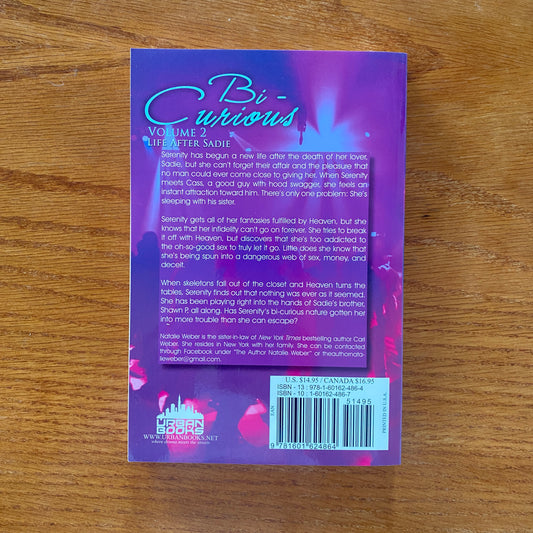 Bi -
Curious
VOLUME 2
LIFE AFTER SADIE
Serenity has begun a new life after the death of her lover,
Sadie, but she can't forget their affair and the pleasure that
no man could ever come close to giving her. When Serenity
meets Cass, a good guy with hood swagger, she feels an
instant attraction toward him. There's only one problem: She's
sleeping with his sister.
Serenity gets all of her fantasies fulfilled by Heaven, but she
knows that her infidelity can't go on forever. She tries to break
it off with Heaven, but discovers that she's too addicted to
the oh-so-good sex to truly let it go. Little does she know that
she's being spun into a dangerous web of sex, money, and
deceit.
When skeletons fall out of the closet and Heaven turns the
tables, Serenity finds out that nothing was ever as it seemed.
She has been playing right into the hands of Sadie's brother,
Shawn P. all along. Has Serenity's bi-curious nature gotten her
into more trouble than she can escape?
Natalie Weber is the sister-in-law of New York Times bestselling author Carl
Weber. She resides in New York with her family. She can be contacted
through Facebook under "The Author Natalie Weber" or theauthornata-
lieweber@gmail.com.
U.S. $14.95 / CANADA $16.95
ISBN - 13 : 978-1-60162-486-4
ISBN - 10 : 1-60162-486-7
51495
EAN
9 781601 624864
PRINTED IN U.S.A.
URBAN
BOOKS
WWW.URBANBOOKS.NET
where drama meets the streets